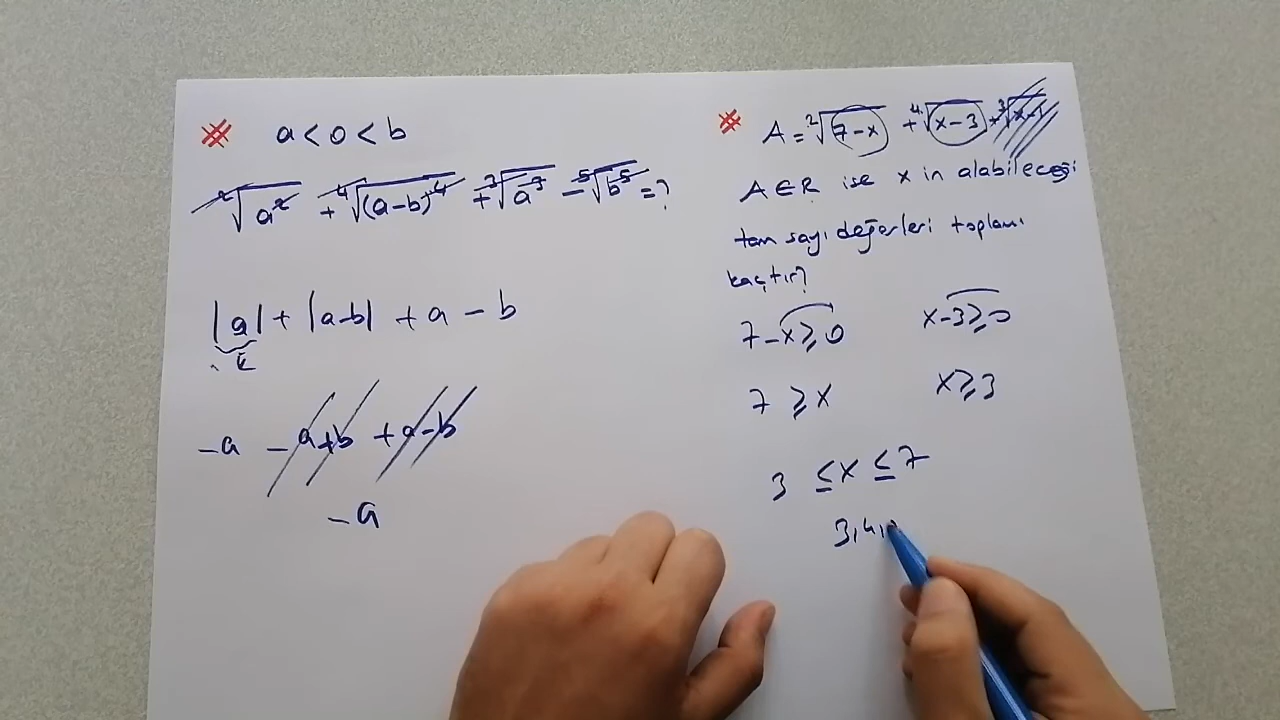 a < 0 < b
²√a² + ⁴√(a-b)⁴ + ³√a³ - ⁵√b⁵ = ?
|a| + |a-b| + a - b
-a - a + b + a - b
-a
A = ²√7-x + ⁴√x-3 + ³√x-1
A ∈ R ise x in alabileceği
tam sayı değerleri toplamı
kaçtır?
7-x ≥ 0 x-3 ≥ 0
7 ≥ x x ≥ 3
3 ≤ x ≤ 7
3,4,